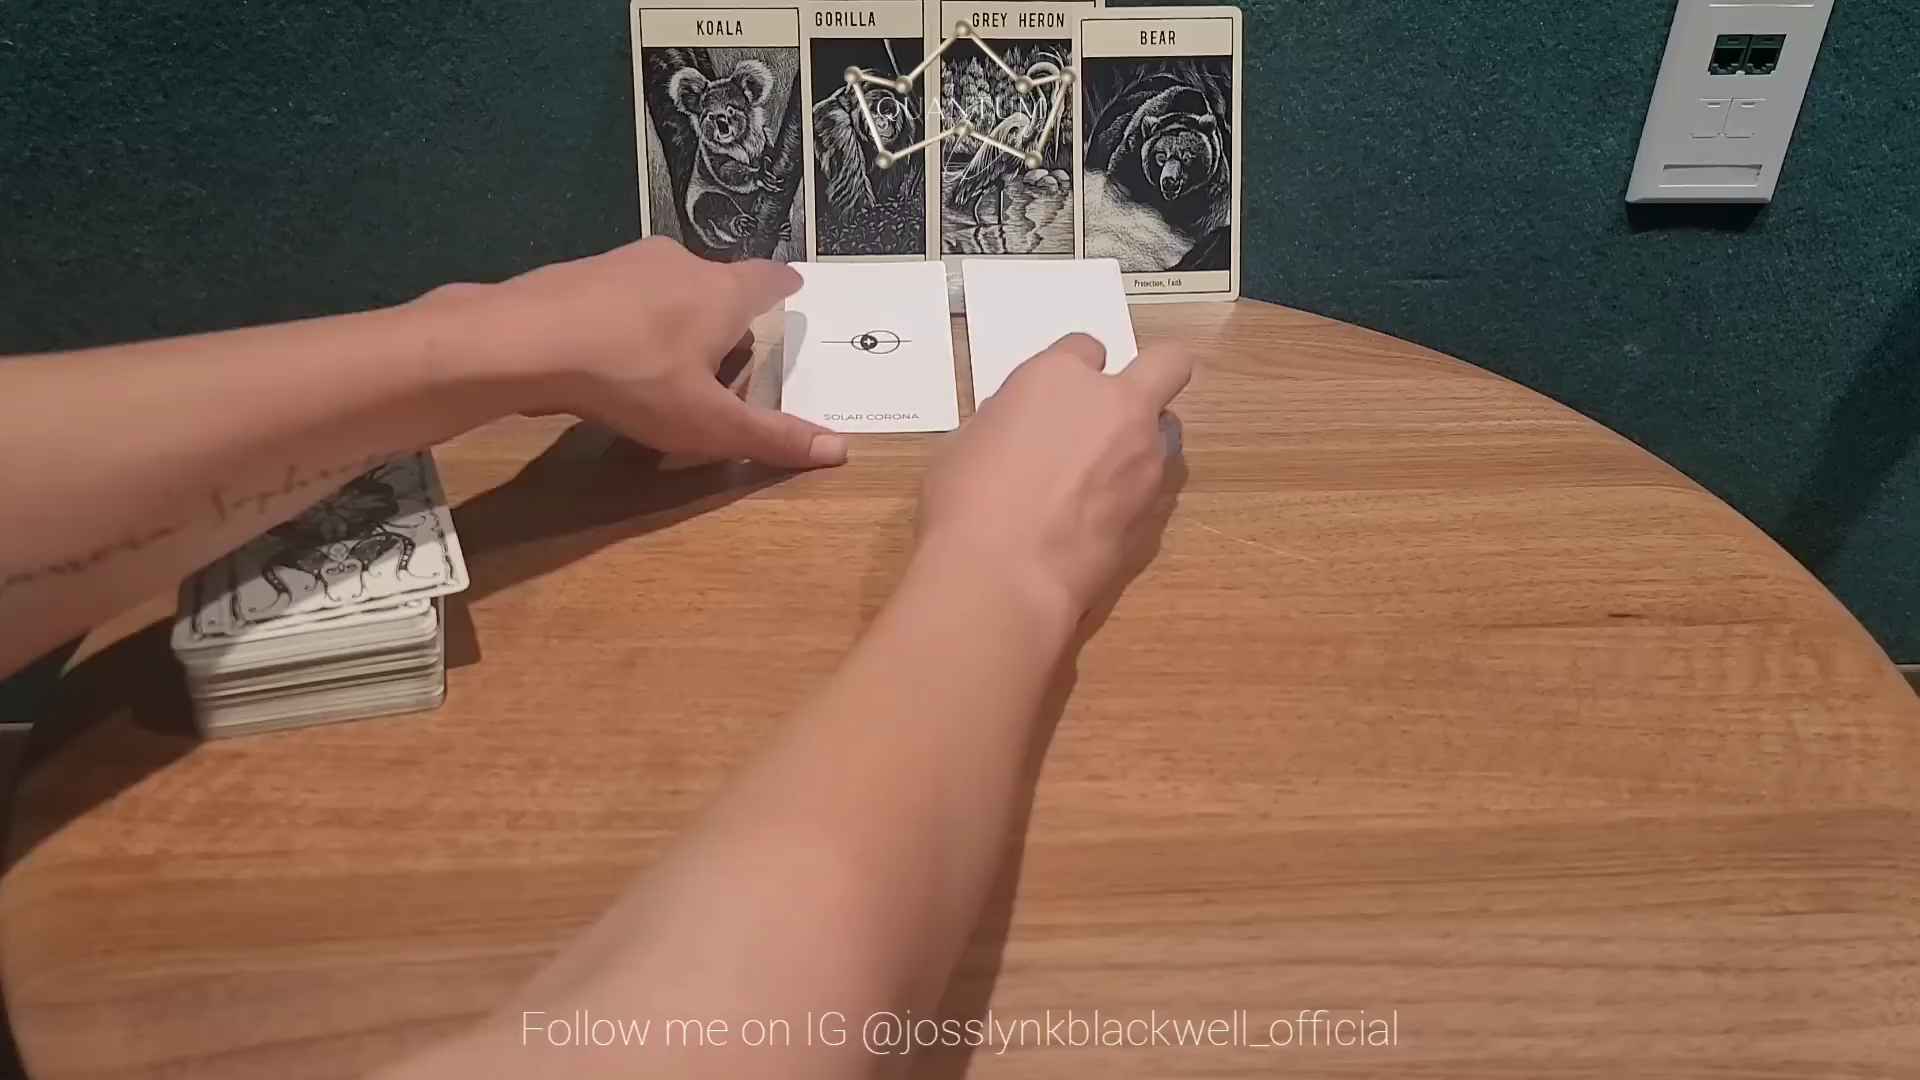 KOALA
GORILLA
GREY HERON
BEAR
QUANTUM
Protection, Faith
SOLAR CORONA
Follow me on IG @josslynkblackwell_official